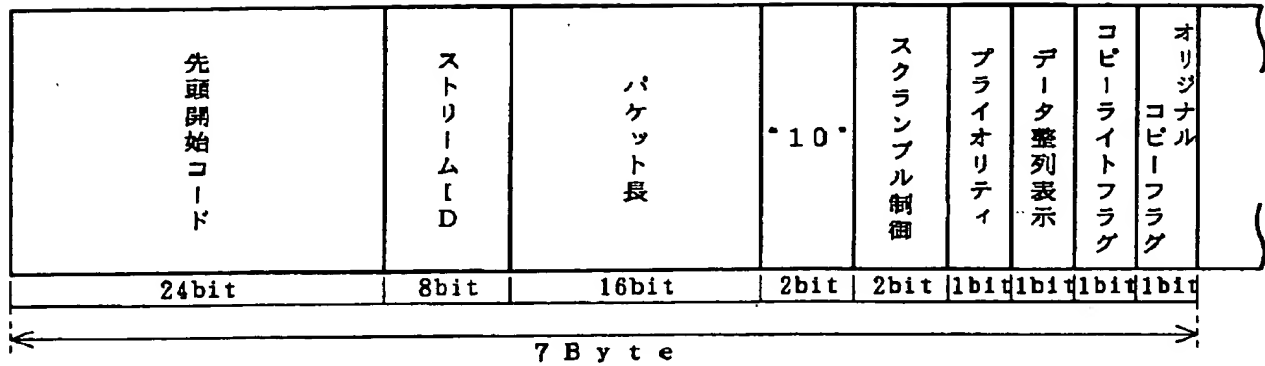 先頭開始コード
ストリームID
パケット長
"10"
スクランブル制御
プライオリティ
データ整列表示
コピーライトフラグ
オリジナル
コピーフラグ
24bit
8bit
16bit
2bit
2bit
1bit
1bit
1bit
1bit
7Byte